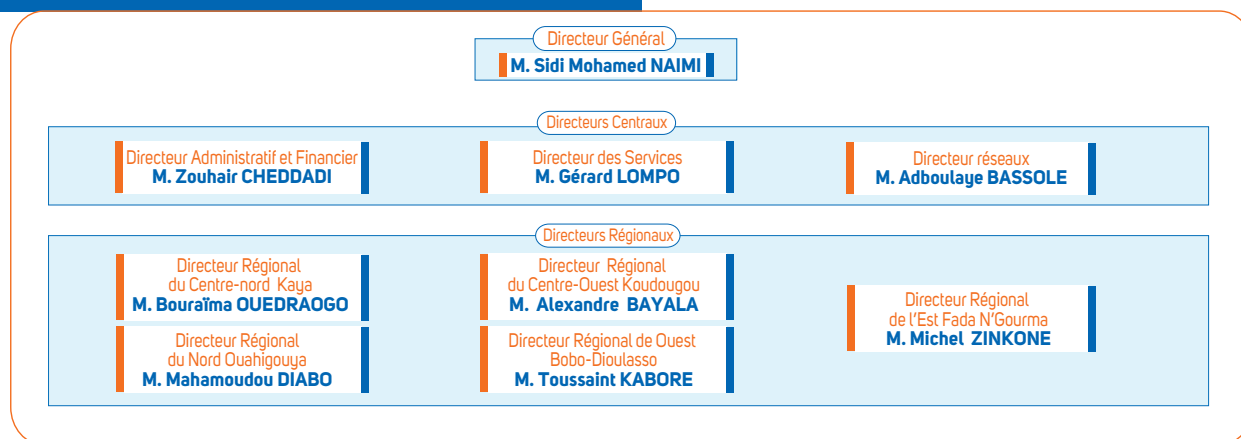 Directeur Général
M. Sidi Mohamed NAIMI
Directeurs Centraux
Directeur Administratif et Financier
M. Zouhair CHEDDADI
Directeur des Services
M. Gérard LOMPO
Directeur réseaux
M. Adboulaye BASSOLE
Directeurs Régionaux
Directeur Régional
du Centre-nord Kaya
M. Bouraïma OUEDRAOGO
Directeur Régional
du Centre-Ouest Koudougou
M. Alexandre BAYALA
Directeur Régional
de l'Est Fada N'Gourma
M. Michel ZINKONE
Directeur Régional
du Nord Ouahigouya
M. Mahamoudou DIABO
Directeur Régional de Ouest
Bobo-Dioulasso
M. Toussaint KABORE